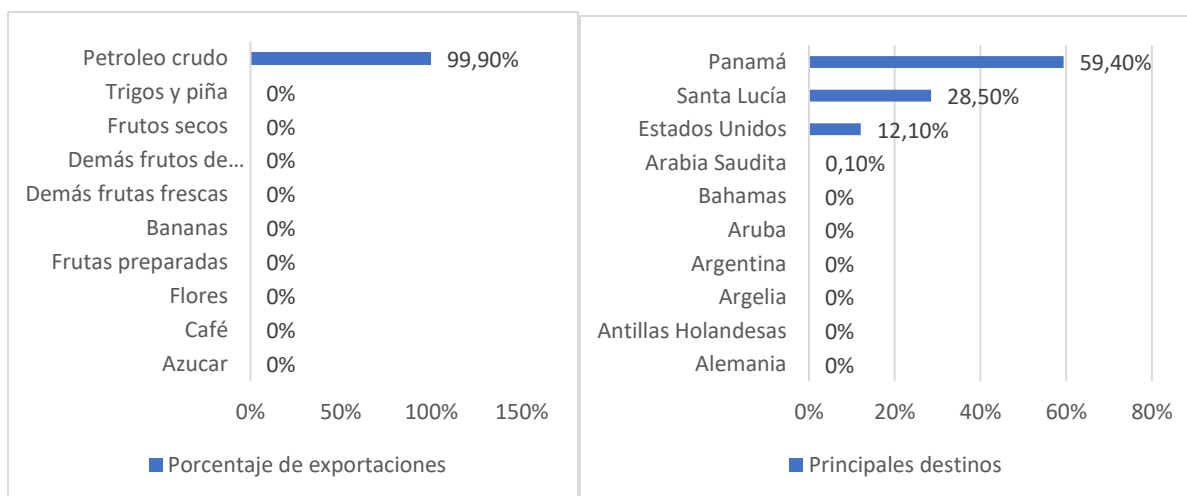 Petroleo crudo 99,90%
Trigos y piña 0%
Frutos secos 0%
Demás frutos de... 0%
Demás frutas frescas 0%
Bananas 0%
Frutas preparadas 0%
Flores 0%
Café 0%
Azucar 0%
0% 50% 100% 150%
Porcentaje de exportaciones
Panamá 59,40%
Santa Lucía 28,50%
Estados Unidos 12,10%
Arabia Saudita 0,10%
Bahamas 0%
Aruba 0%
Argentina 0%
Argelia 0%
Antillas Holandesas 0%
Alemania 0%
0% 20% 40% 60% 80%
Principales destinos